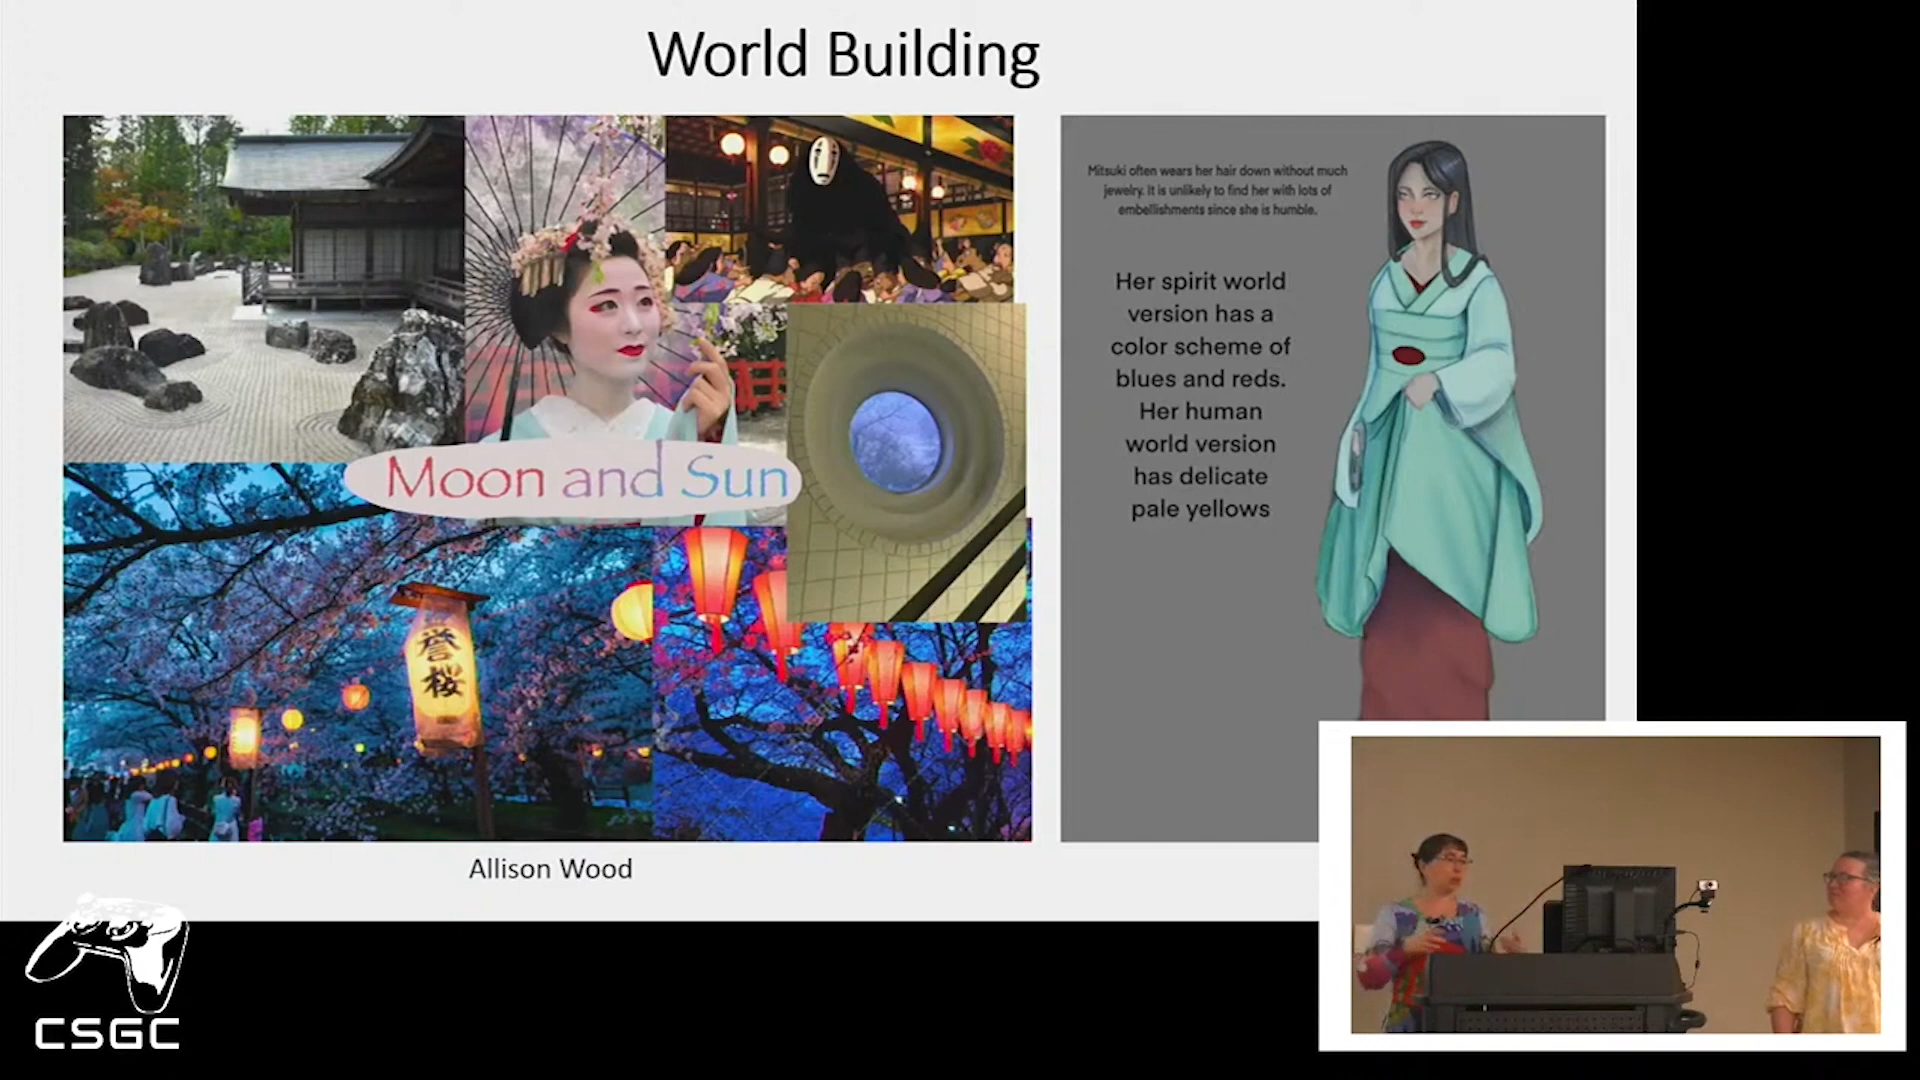 World Building
Moon and Sun
誉
桜
Allison Wood
Mitsuki often wears her hair down without much
jewelry. It is unlikely to find her with lots of
embellishments since she is humble.
Her spirit world
version has a
color scheme of
blues and reds.
Her human
world version
has delicate
pale yellows
CSGC